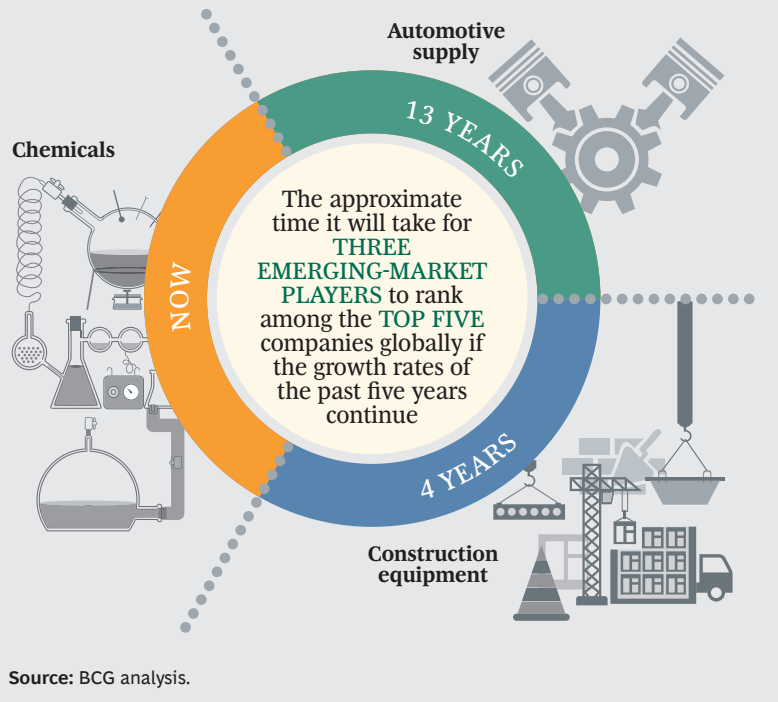 Automotive
supply
13 YEARS
Chemicals
NOW
The approximate
time it will take for
THREE
EMERGING-MARKET
PLAYERS to rank
among the TOP FIVE
companies globally if
the growth rates of
the past five years
continue
4 YEARS
Construction
equipment
Source: BCG analysis.